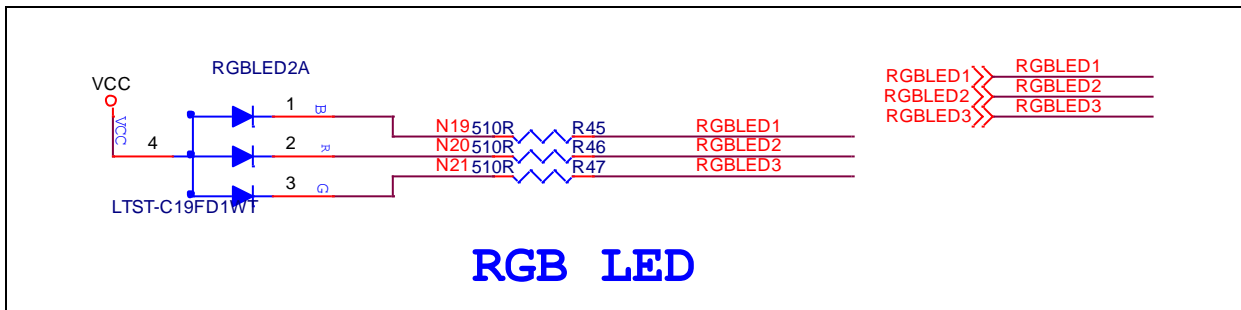 RGBLED2A
VCC
VCC
4
1
B
2
R
3
G
LTST-C19FD1WT
N19 510R R45 RGBLED1
N20 510R R46 RGBLED2
N21 510R R47 RGBLED3
RGBLED1 RGBLED1
RGBLED2 RGBLED2
RGBLED3 RGBLED3
RGB LED